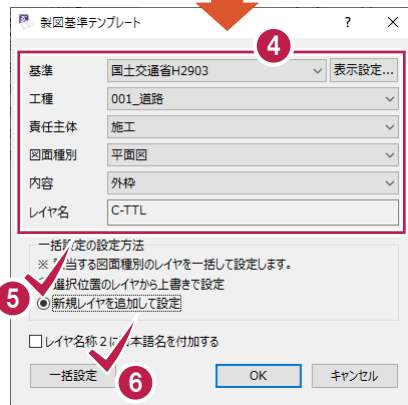 製図基準テンプレート ? ×
4
基準 国土交通省H2903 表示設定...
工種 001_道路
責任主体 施工
図面種別 平面図
内容 外枠
レイヤ名 C-TTL
一括設定の設定方法
※ 当する図面種別のレイヤを一括して設定します。
選択位置のレイヤから上書きで設定
5 新規レイヤを追加して設定
レイヤ名称2に 本語名を付加する
一括設定 6 OK キャンセル